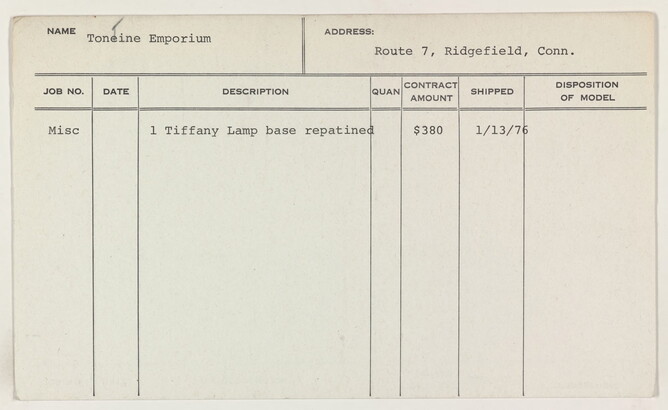 NAME Toneine Emporium
ADDRESS: Route 7, Ridgefield, Conn.
JOB NO. DATE DESCRIPTION QUAN CONTRACT AMOUNT SHIPPED DISPOSITION OF MODEL
Misc 1 Tiffany Lamp base repatined $380 1/13/76